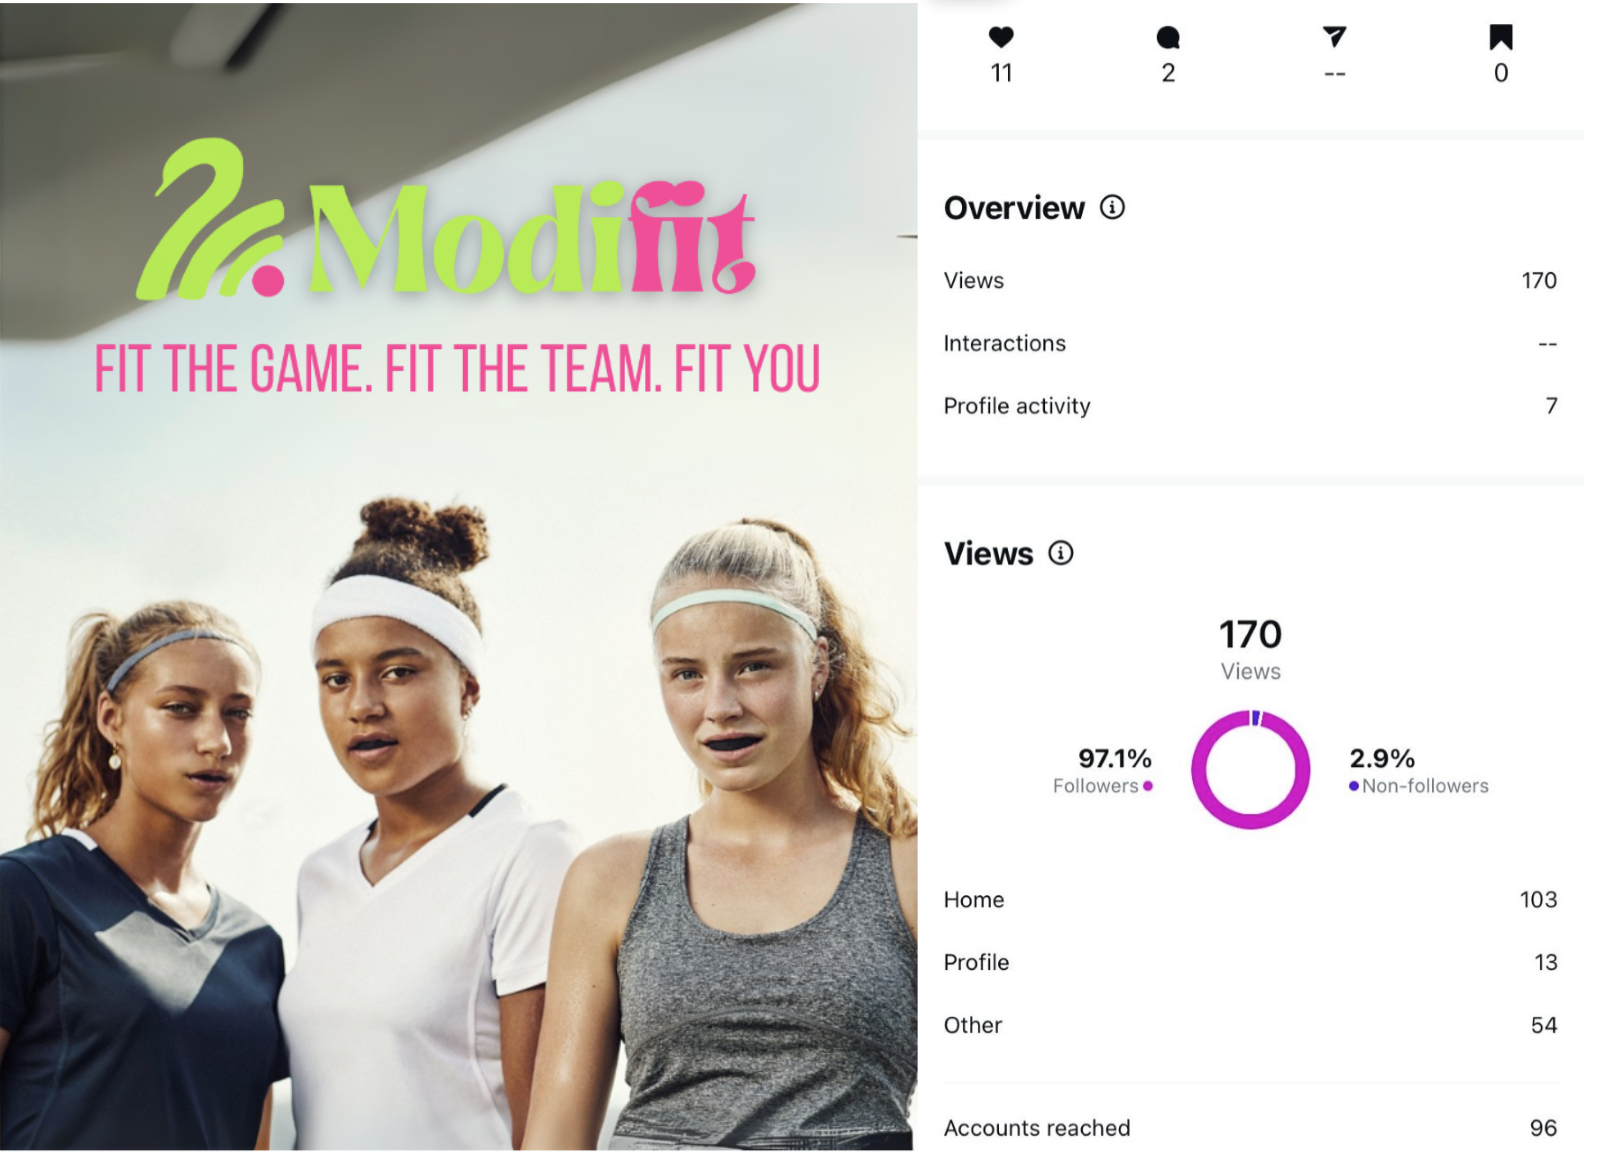 Modifit
FIT THE GAME. FIT THE TEAM. FIT YOU
11 2 -- 0
Overview
Views 170
Interactions --
Profile activity 7
Views
170
Views
97.1% 2.9%
Followers Non-followers
Home 103
Profile 13
Other 54
Accounts reached 96